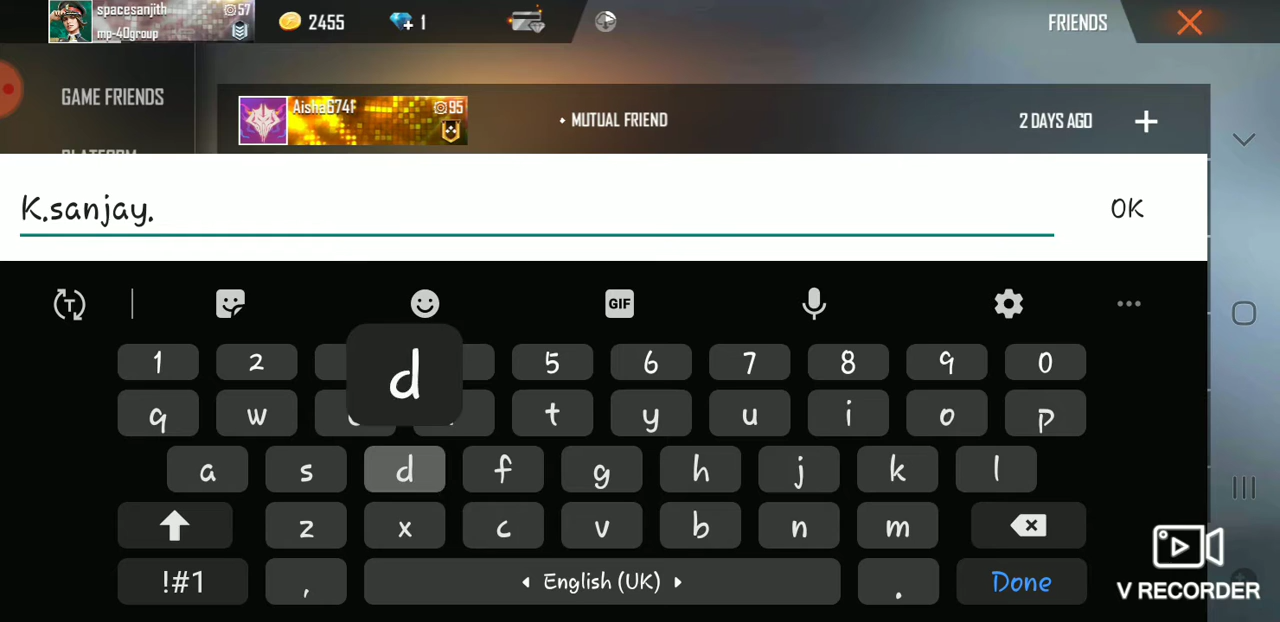 spacesanjith
57
mp-40group
2455
1
FRIENDS
GAME FRIENDS
Aisha674F
95
+ MUTUAL FRIEND
2 DAYS AGO
+
K.sanjay.
OK
GIF
1 2 5 6 7 8 9 0
d
q w t y u i o p
a s d f g h j k l
z x c v b n m
!#1 , English (UK) . Done
V RECORDER